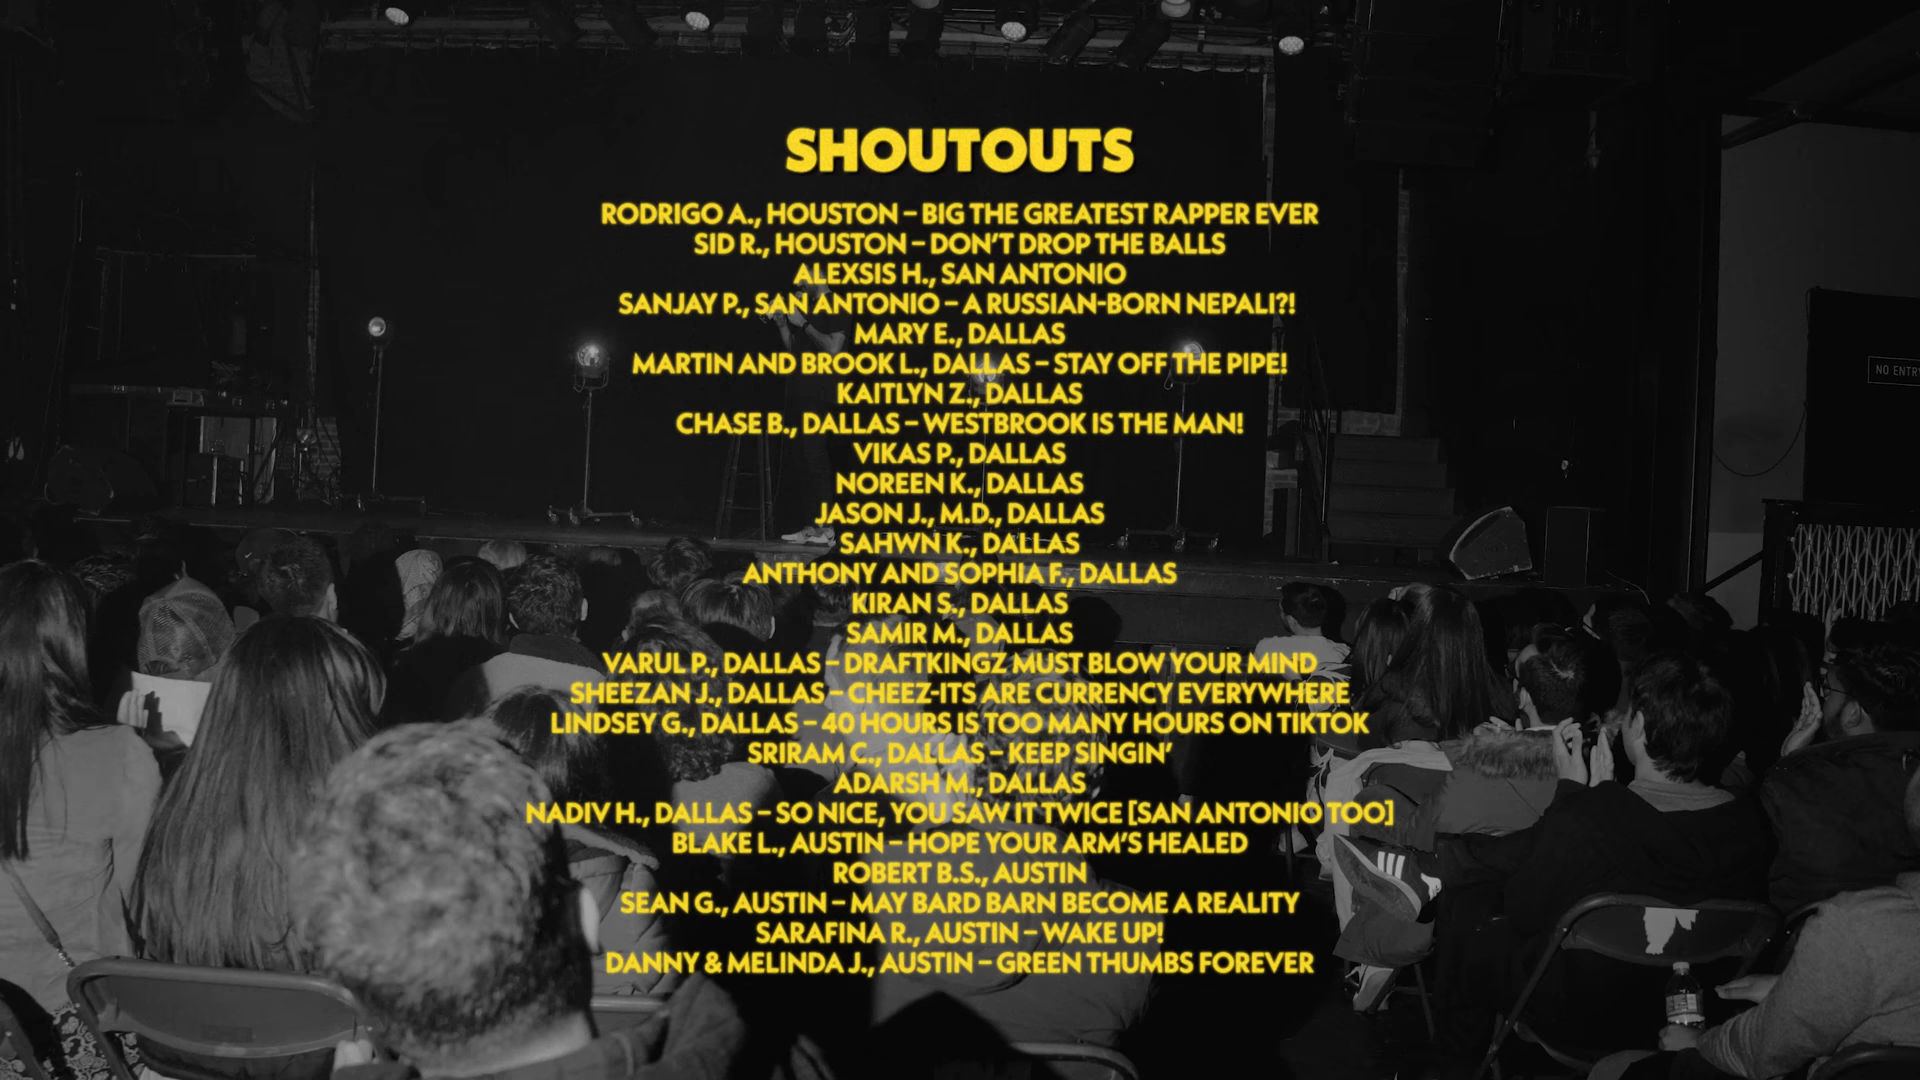 SHOUTOUTS
RODRIGO A., HOUSTON – BIG THE GREATEST RAPPER EVER
SID R., HOUSTON – DON'T DROP THE BALLS
ALEXSIS H., SAN ANTONIO
SANJAY P., SAN ANTONIO – A RUSSIAN-BORN NEPALI?!
MARY E., DALLAS
MARTIN AND BROOK L., DALLAS – STAY OFF THE PIPE!
NO ENTRY
KAITLYN Z., DALLAS
CHASE B., DALLAS – WESTBROOK IS THE MAN!
VIKAS P., DALLAS
NOREEN K., DALLAS
JASON J., M.D., DALLAS
SAHWN K., DALLAS
ANTHONY AND SOPHIA F., DALLAS
KIRAN S., DALLAS
SAMIR M., DALLAS
VARUL P., DALLAS – DRAFTKINGZ MUST BLOW YOUR MIND
SHEEZAN J., DALLAS – CHEEZ-ITS ARE CURRENCY EVERYWHERE
LINDSEY G., DALLAS – 40 HOURS IS TOO MANY HOURS ON TIKTOK
SRIRAM C., DALLAS – KEEP SINGIN'
ADARSH M., DALLAS
NADIV H., DALLAS – SO NICE, YOU SAW IT TWICE [SAN ANTONIO TOO]
BLAKE L., AUSTIN – HOPE YOUR ARM'S HEALED
ROBERT B.S., AUSTIN
SEAN G., AUSTIN – MAY BARD BARN BECOME A REALITY
SARAFINA R., AUSTIN – WAKE UP!
DANNY & MELINDA J., AUSTIN – GREEN THUMBS FOREVER